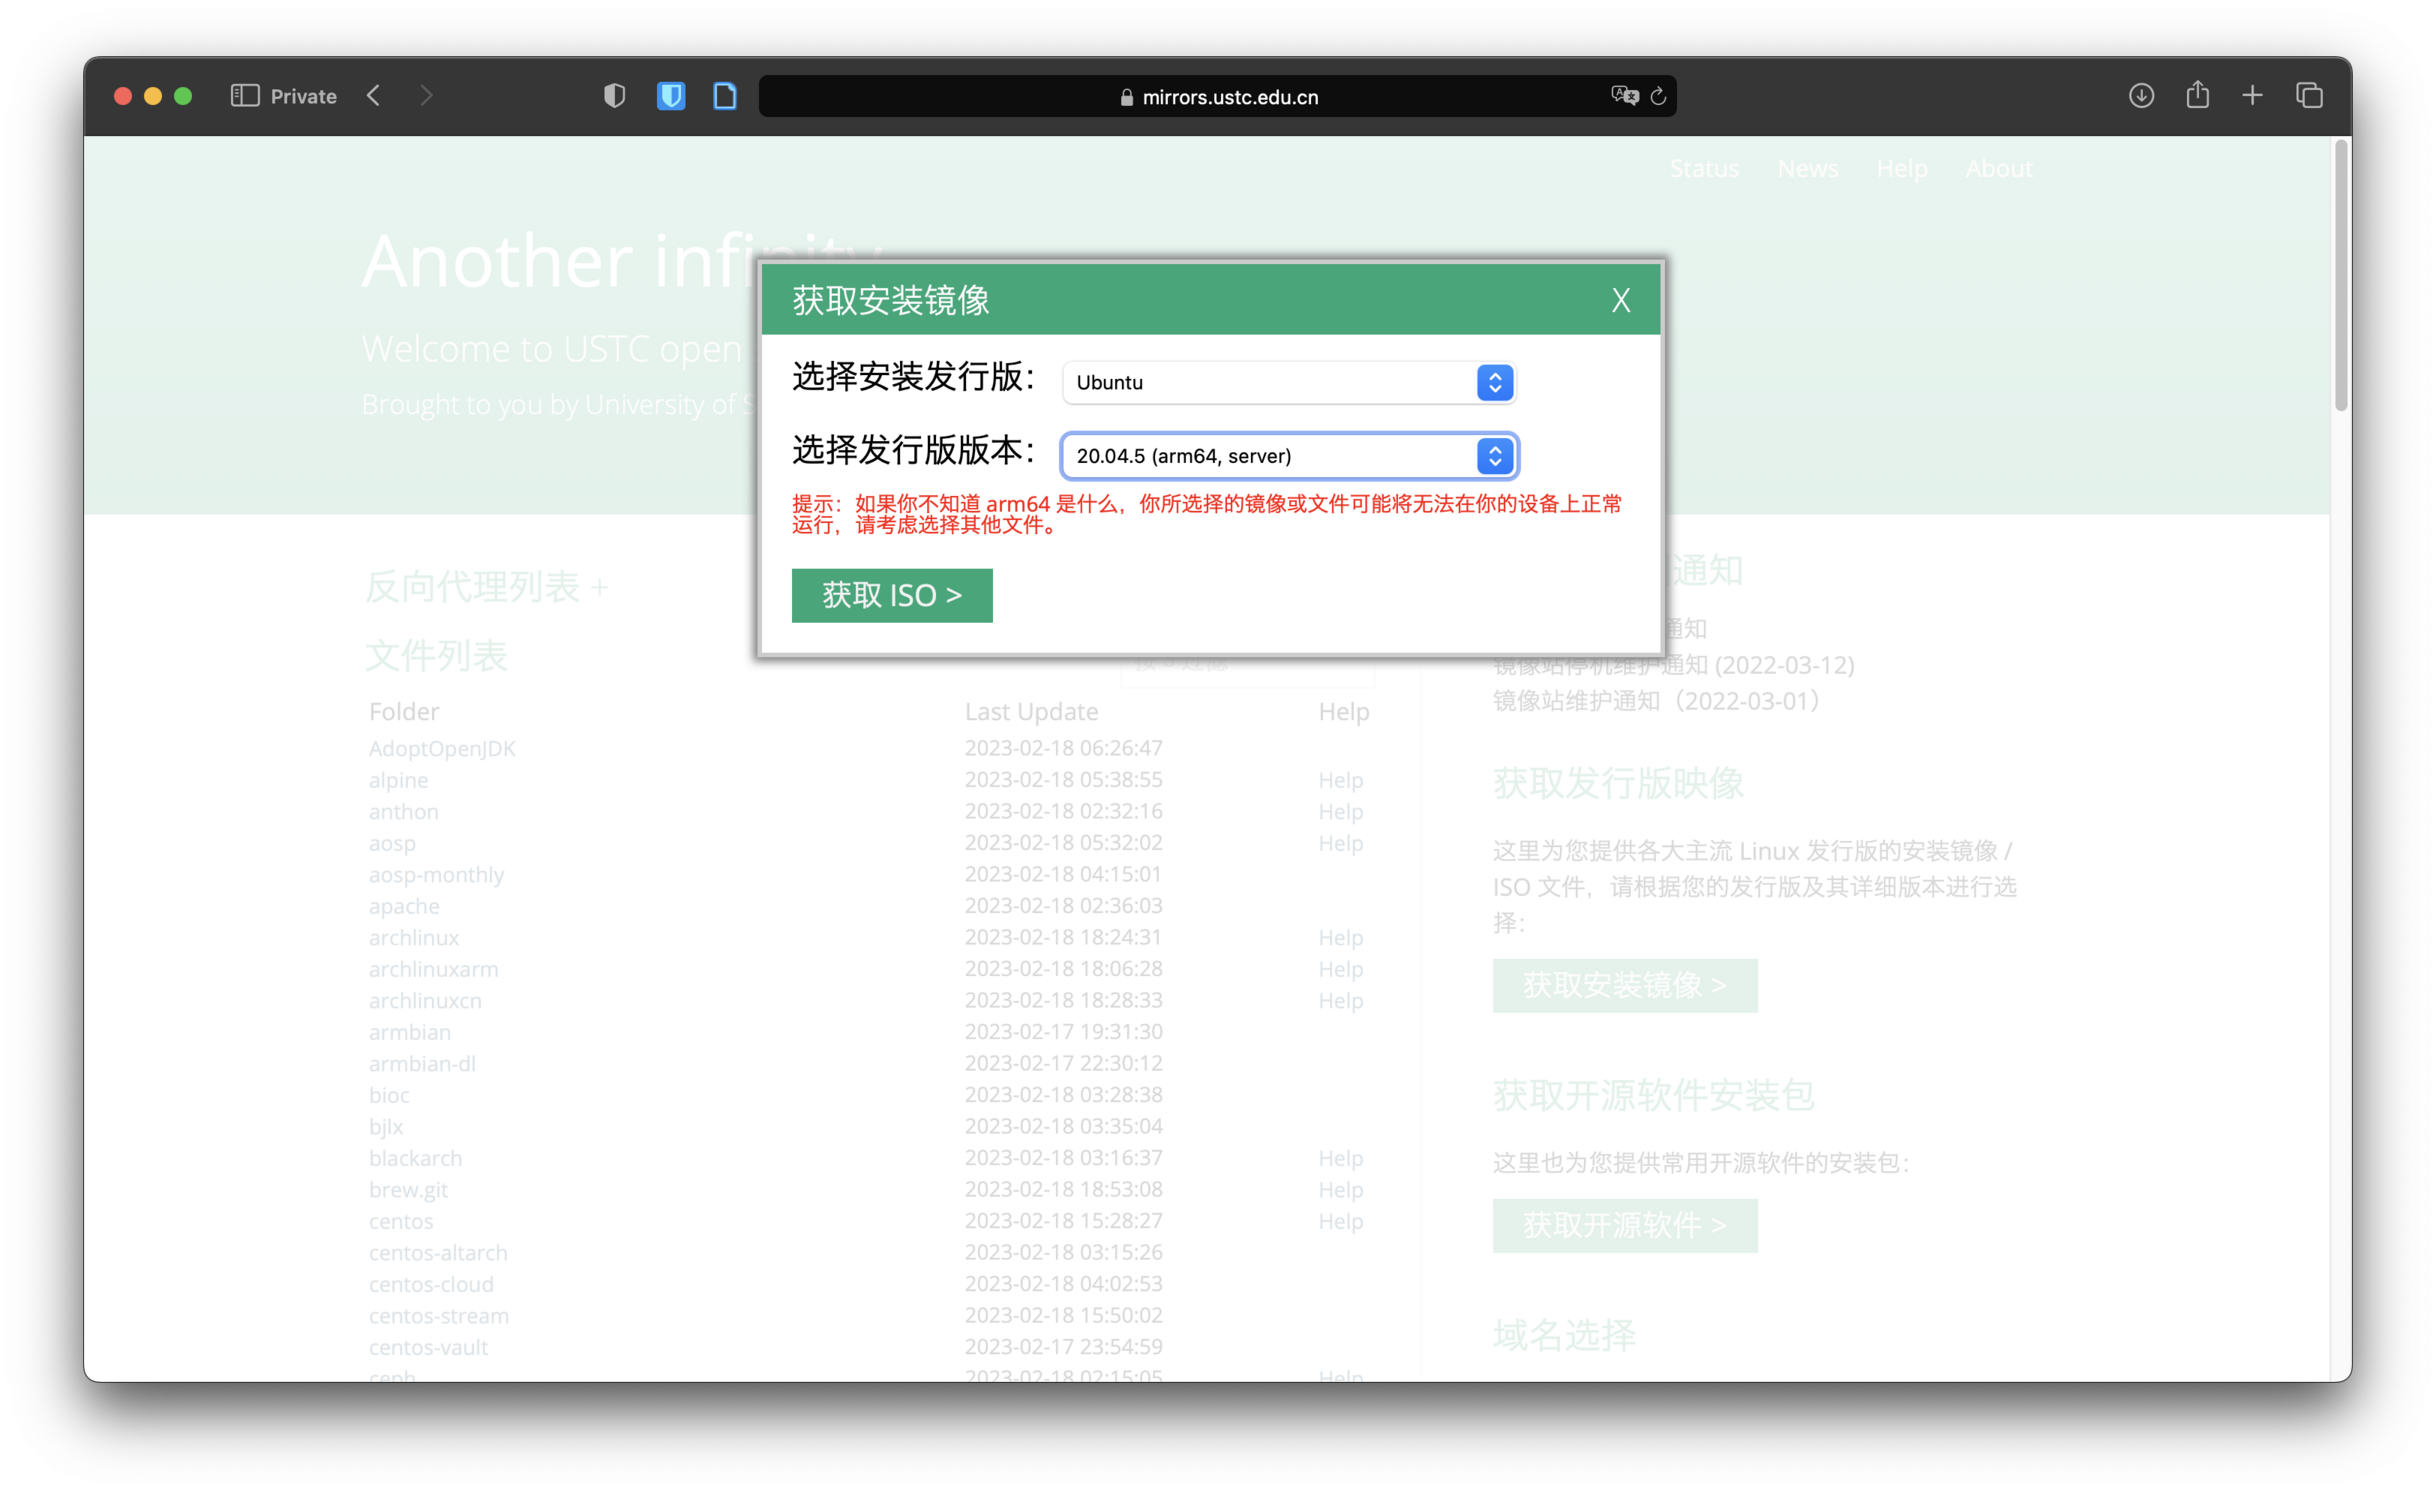 Private
mirrors.ustc.edu.cn
Status News Help About
Another infinity
Welcome to USTC open
Brought to you by University of S
获取安装镜像 X
选择安装发行版： Ubuntu
选择发行版版本： 20.04.5 (arm64, server)
提示：如果你不知道 arm64 是什么，你所选择的镜像或文件可能将无法在你的设备上正常
运行，请考虑选择其他文件。
获取 ISO >
反向代理列表 +
文件列表
Folder Last Update Help
AdoptOpenJDK 2023-02-18 06:26:47
alpine 2023-02-18 05:38:55 Help
anthon 2023-02-18 02:32:16 Help
aosp 2023-02-18 05:32:02 Help
aosp-monthly 2023-02-18 04:15:01
apache 2023-02-18 02:36:03
archlinux 2023-02-18 18:24:31 Help
archlinuxarm 2023-02-18 18:06:28 Help
archlinuxcn 2023-02-18 18:28:33 Help
armbian 2023-02-17 19:31:30
armbian-dl 2023-02-17 22:30:12
bioc 2023-02-18 03:28:38
bjlx 2023-02-18 03:35:04
blackarch 2023-02-18 03:16:37 Help
brew.git 2023-02-18 18:53:08 Help
centos 2023-02-18 15:28:27 Help
centos-altarch 2023-02-18 03:15:26
centos-cloud 2023-02-18 04:02:53
centos-stream 2023-02-18 15:50:02
centos-vault 2023-02-17 23:54:59
ceph 2023-02-18 02:15:05 Help
通知
通知
镜像站停机维护通知 (2022-03-12)
镜像站维护通知（2022-03-01）
获取发行版映像
这里为您提供各大主流 Linux 发行版的安装镜像 /
ISO 文件，请根据您的发行版及其详细版本进行选
择：
获取安装镜像 >
获取开源软件安装包
这里也为您提供常用开源软件的安装包：
获取开源软件 >
域名选择